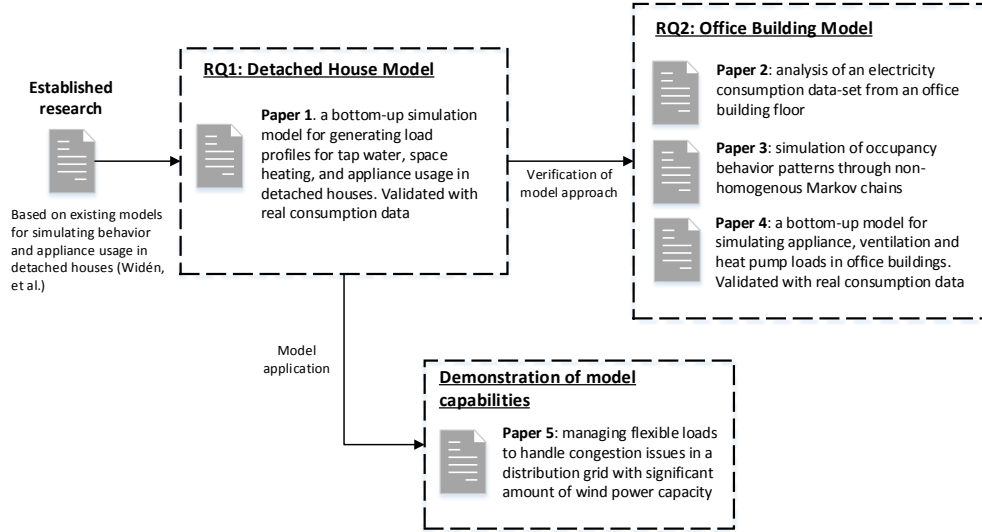 Established
research
Based on existing models
for simulating behavior
and appliance usage in
detached houses (Widén,
et al.)
RQ1: Detached House Model
Paper 1. a bottom-up simulation
model for generating load
profiles for tap water, space
heating, and appliance usage in
detached houses. Validated with
real consumption data
Verification of
model approach
RQ2: Office Building Model
Paper 2: analysis of an electricity
consumption data-set from an office
building floor
Paper 3: simulation of occupancy
behavior patterns through non-
homogenous Markov chains
Paper 4: a bottom-up model for
simulating appliance, ventilation and
heat pump loads in office buildings.
Validated with real consumption data
Model
application
Demonstration of model
capabilities
Paper 5: managing flexible loads
to handle congestion issues in a
distribution grid with significant
amount of wind power capacity